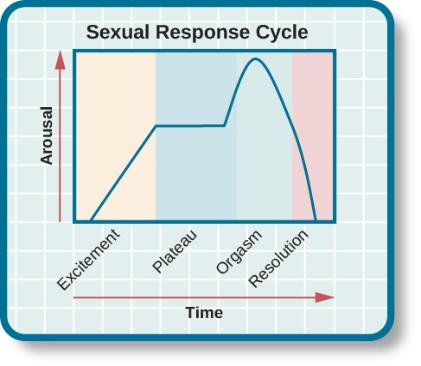 Sexual Response Cycle
Arousal
Excitement
Plateau
Orgasm
Resolution
Time